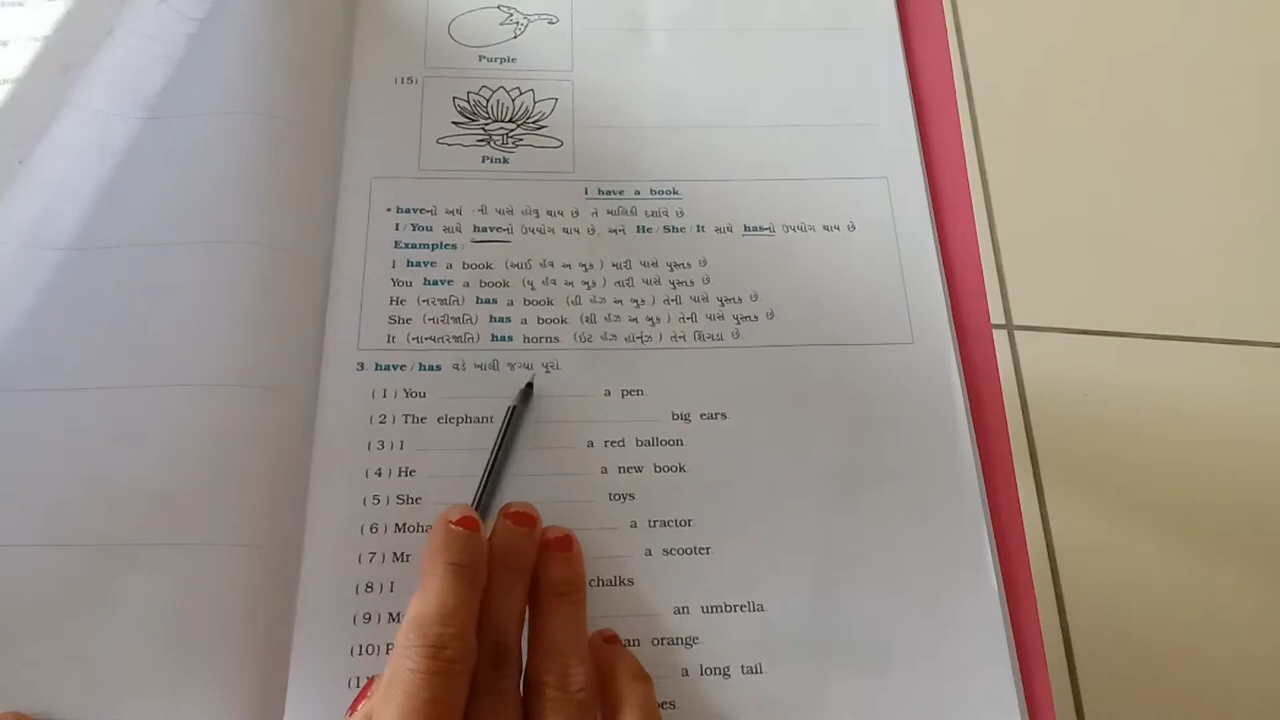 Purple
(15)
Pink
I have a book.
• haveનો અર્થ -ની પાસે હોવુ થાય છે તે માલિકી દર્શાવે છે.
I/You સાથે haveનો ઉપયોગ થાય છે, અને He/She/It સાથે hasનો ઉપયોગ થાય છે
Examples :
I have a book. (આઈ હૅવ અ બુક) મારી પાસે પુસ્તક છે.
You have a book. (યૂ હૅવ અ બુક) તારી પાસે પુસ્તક છે.
He (નરજાતિ) has a book. (હી હૅઝ અ બુક) તેની પાસે પુસ્તક છે.
She (નારીજાતિ) has a book. (શી હૅઝ અ બુક) તેની પાસે પુસ્તક છે.
It (નાન્યતરજાતિ) has horns. (ઇટ હૅઝ હૉર્ન્ઝ) તેને શિંગડા છે.
3. have/has વડે ખાલી જગ્યા પૂરો.
(1) You a pen.
(2) The elephant big ears.
(3) I a red balloon.
(4) He a new book.
(5) She toys.
(6) a tractor.
(7) Mr a scooter.
(8) I chalks
(9) an umbrella.
(10) an orange.
a long tail.